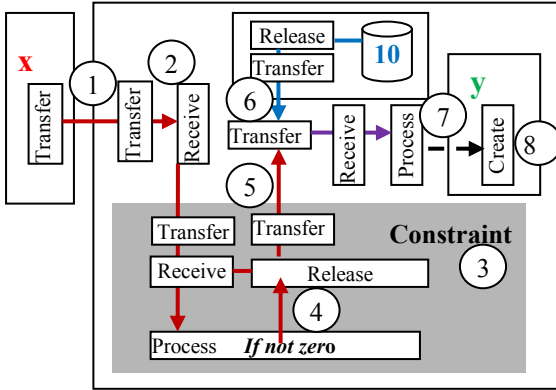 x
1
2
Transfer
Transfer
Receive
Release
Transfer
10
6
Transfer
Receive
Process
7
y
Create
8
5
Transfer
Transfer
Constraint
3
Receive
Release
4
Process If not zero